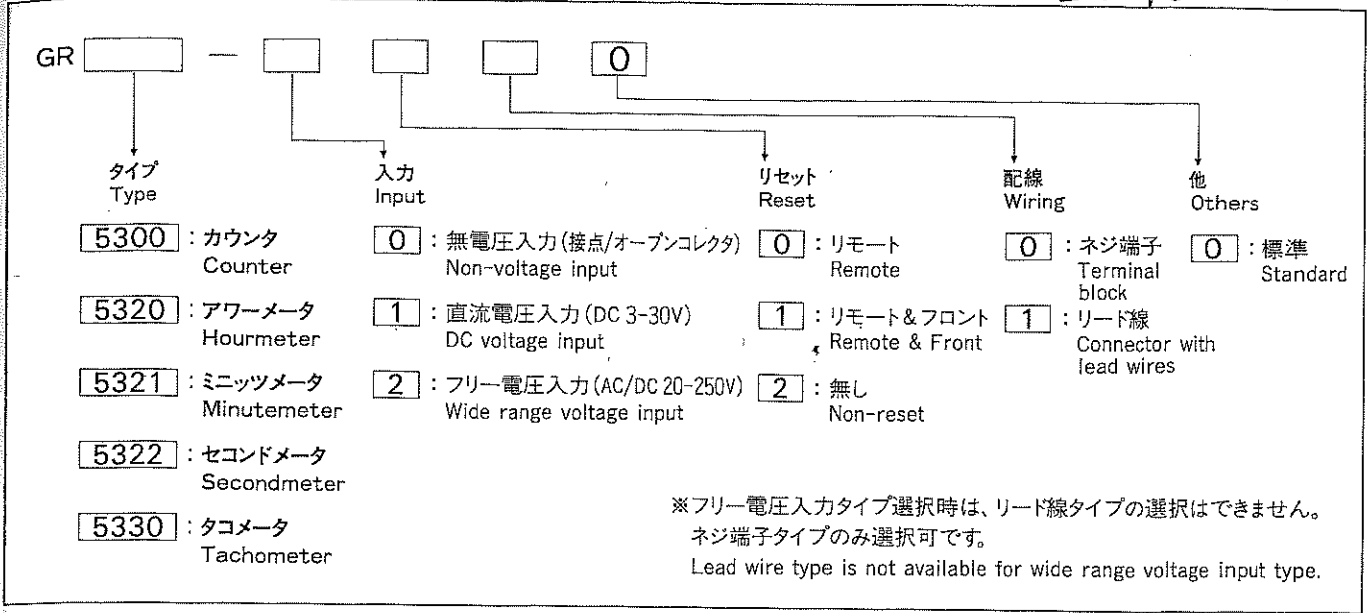 GR — 0
タイプ
Type
入力
Input
リセット
Reset
配線
Wiring
他
Others
5300 : カウンタ
Counter
5320 : アワーメータ
Hourmeter
5321 : ミニッツメータ
Minutemeter
5322 : セコンドメータ
Secondmeter
5330 : タコメータ
Tachometer
0 : 無電圧入力(接点/オープンコレクタ)
Non-voltage input
1 : 直流電圧入力(DC 3-30V)
DC voltage input
2 : フリー電圧入力(AC/DC 20-250V)
Wide range voltage input
0 : リモート
Remote
1 : リモート&フロント
Remote & Front
2 : 無し
Non-reset
0 : ネジ端子
Terminal
block
1 : リード線
Connector with
lead wires
0 : 標準
Standard
※フリー電圧入力タイプ選択時は、リード線タイプの選択はできません。
ネジ端子タイプのみ選択可です。
Lead wire type is not available for wide range voltage input type.